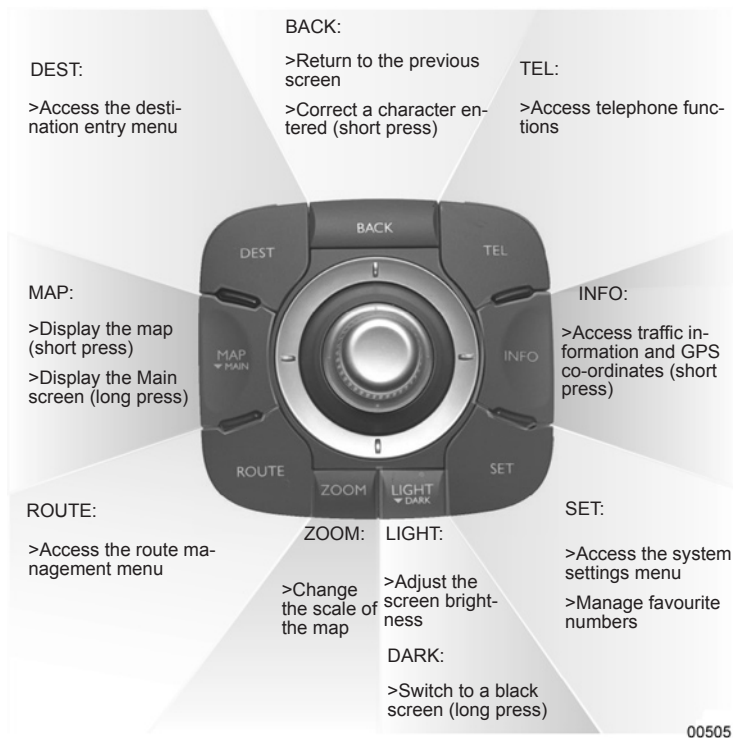 BACK:
>Return to the previous
screen
>Correct a character en-
tered (short press)
DEST:
>Access the desti-
nation entry menu
TEL:
>Access telephone func-
tions
BACK
DEST
TEL
MAP:
>Display the map
(short press)
>Display the Main
screen (long press)
MAP
MAIN
INFO
INFO:
>Access traffic in-
formation and GPS
co-ordinates (short
press)
ROUTE
ZOOM
LIGHT
DARK
SET
ROUTE:
>Access the route ma-
nagement menu
ZOOM:
>Change
the scale of
the map
LIGHT:
>Adjust the
screen bright-
ness
DARK:
>Switch to a black
screen (long press)
SET:
>Access the system
settings menu
>Manage favourite
numbers
00505